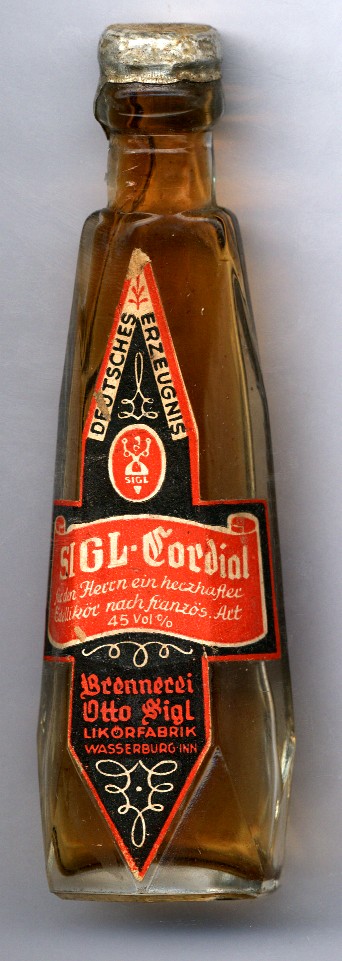 DEUTSCHES ERZEUGNIS
SIGL
SIGL-Cordial
Für den Herrn ein herzhafter
Edellikör nach französ. Art
45 Vol %
Brennerei
Otto Sigl
LIKÖRFABRIK
WASSERBURG-INN